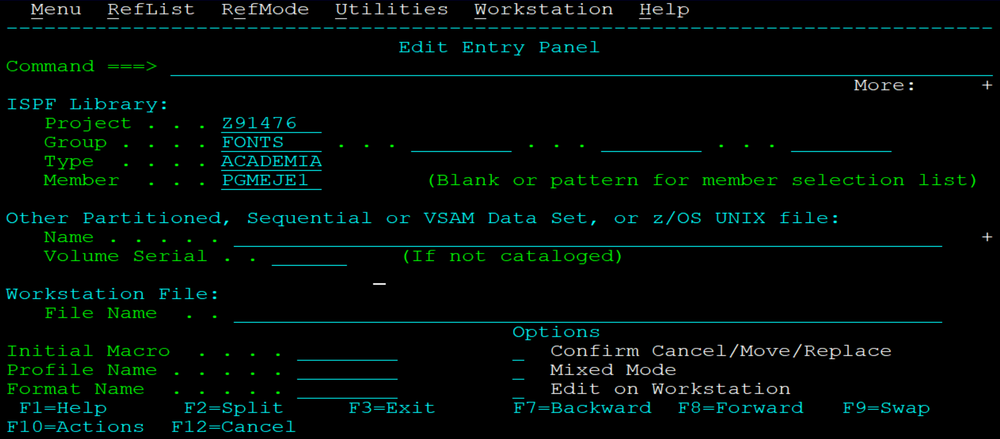 Menu  RefList  RefMode  Utilities  Workstation  Help
------------------------------------------------------------------------------
Edit Entry Panel
Command ===>
More:     +
ISPF Library:
Project . . . Z91476
Group . . . . FONTS    . . .          . . .          . . .
Type  . . . . ACADEMIA
Member  . . . PGMEJE1        (Blank or pattern for member selection list)
Other Partitioned, Sequential or VSAM Data Set, or z/OS UNIX file:
Name . . . . .                                                            +
Volume Serial . .            (If not cataloged)
Workstation File:
File Name  . .
Options
Initial Macro  . . . .                  Confirm Cancel/Move/Replace
Profile Name . . . . .                  Mixed Mode
Format Name  . . . . .                  Edit on Workstation
F1=Help      F2=Split     F3=Exit      F7=Backward  F8=Forward   F9=Swap
F10=Actions  F12=Cancel